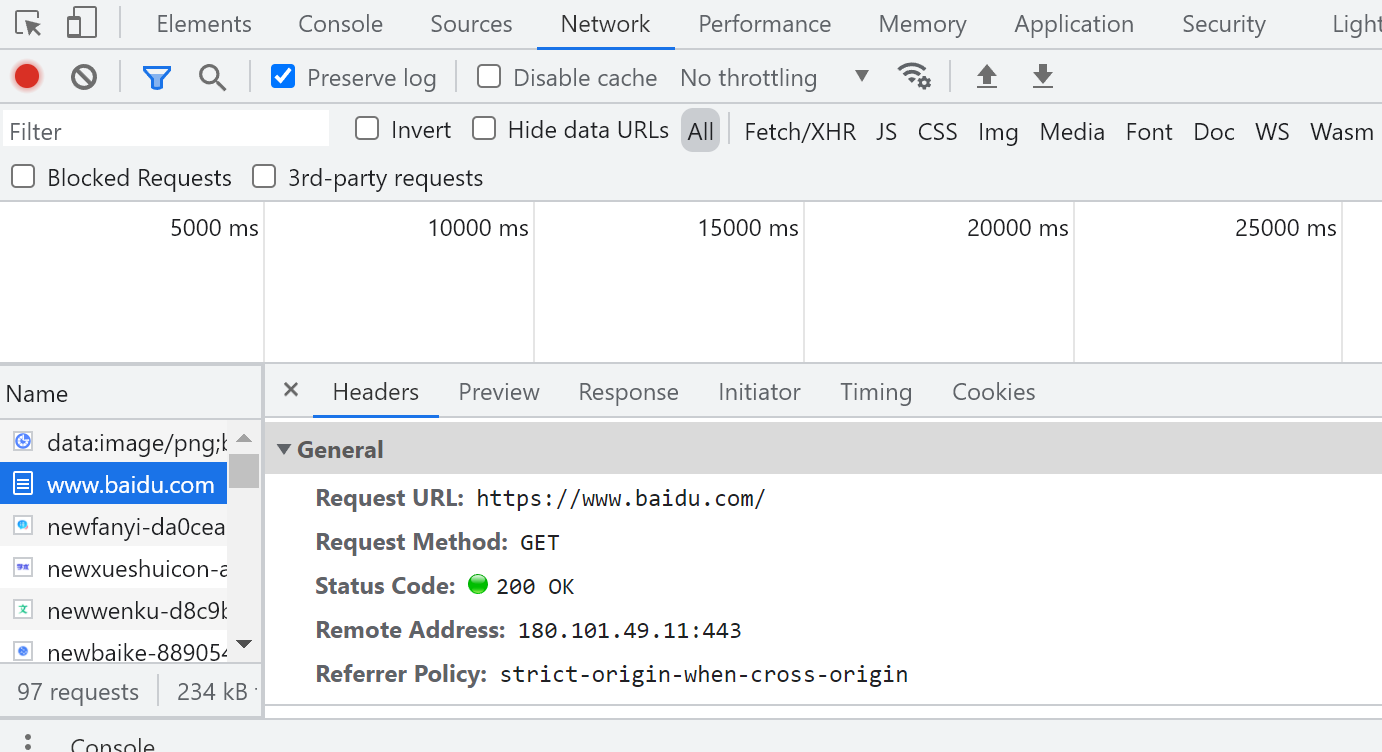 Elements Console Sources Network Performance Memory Application Security Light
Preserve log Disable cache No throttling
Filter Invert Hide data URLs All Fetch/XHR JS CSS Img Media Font Doc WS Wasm
Blocked Requests 3rd-party requests
5000 ms 10000 ms 15000 ms 20000 ms 25000 ms
Name
Headers Preview Response Initiator Timing Cookies
data:image/png;b
www.baidu.com
newfanyi-da0cea
newxueshuicon-a
newwenku-d8c9b
newbaike-889054
97 requests 234 kB
General
Request URL: https://www.baidu.com/
Request Method: GET
Status Code: 200 OK
Remote Address: 180.101.49.11:443
Referrer Policy: strict-origin-when-cross-origin
Console